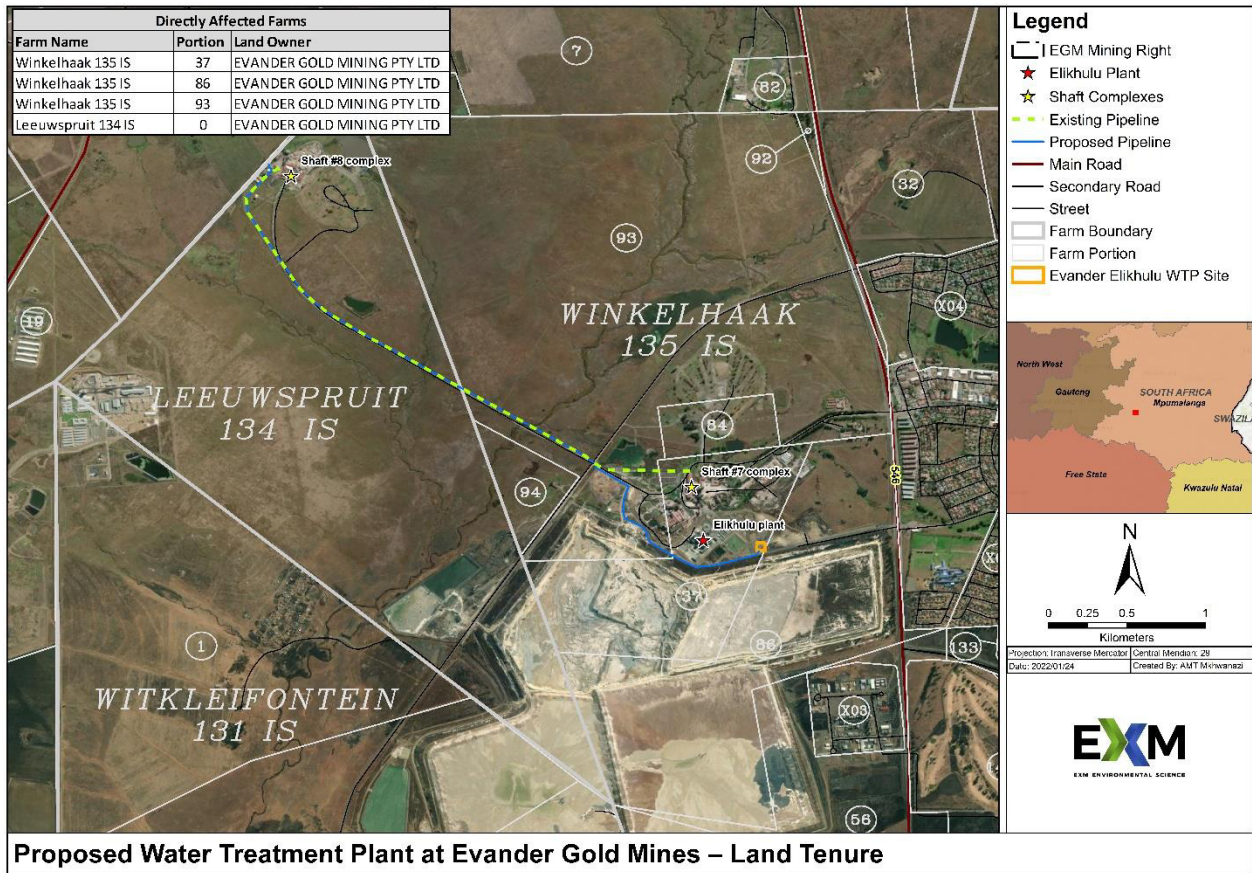 Directly Affected Farms
Farm Name Portion Land Owner
Winkelhaak 135 IS 37 EVANDER GOLD MINING PTY LTD
Winkelhaak 135 IS 86 EVANDER GOLD MINING PTY LTD
Winkelhaak 135 IS 93 EVANDER GOLD MINING PTY LTD
Leeuwspruit 134 IS 0 EVANDER GOLD MINING PTY LTD
7
82
92
32
Shaft #8 complex
93
19
X04
WINKELHAAK
135 IS
LEEUWSPRUIT
134 IS
84
Shaft #7 complex
94
546
Elikhulu plant
37
1
86
133
WITKLEIFONTEIN
131 IS
X03
56
Legend
EGM Mining Right
Elikhulu Plant
Shaft Complexes
Existing Pipeline
Proposed Pipeline
Main Road
Secondary Road
Street
Farm Boundary
Farm Portion
Evander Elikhulu WTP Site
North West
Gauteng
SOUTH AFRICA
Mpumalanga
SWAZIL
Free State
Kwazulu Natal
N
0 0.25 0.5 1
Kilometers
Projection: Transverse Mercator Central Meridian: 29
Date: 2022/01/24 Created By: AMT Mkhwanazi
EXM
EXM ENVIRONMENTAL SCIENCE
Proposed Water Treatment Plant at Evander Gold Mines – Land Tenure